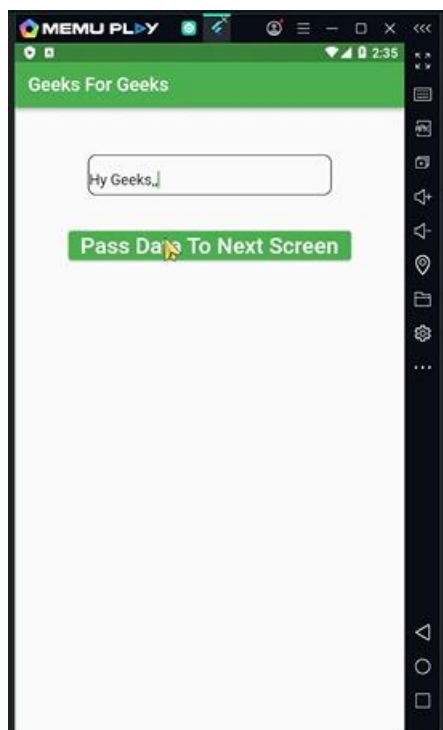 MEMU PLAY
2:35
Geeks For Geeks
Hy Geeks,,
Pass Data To Next Screen